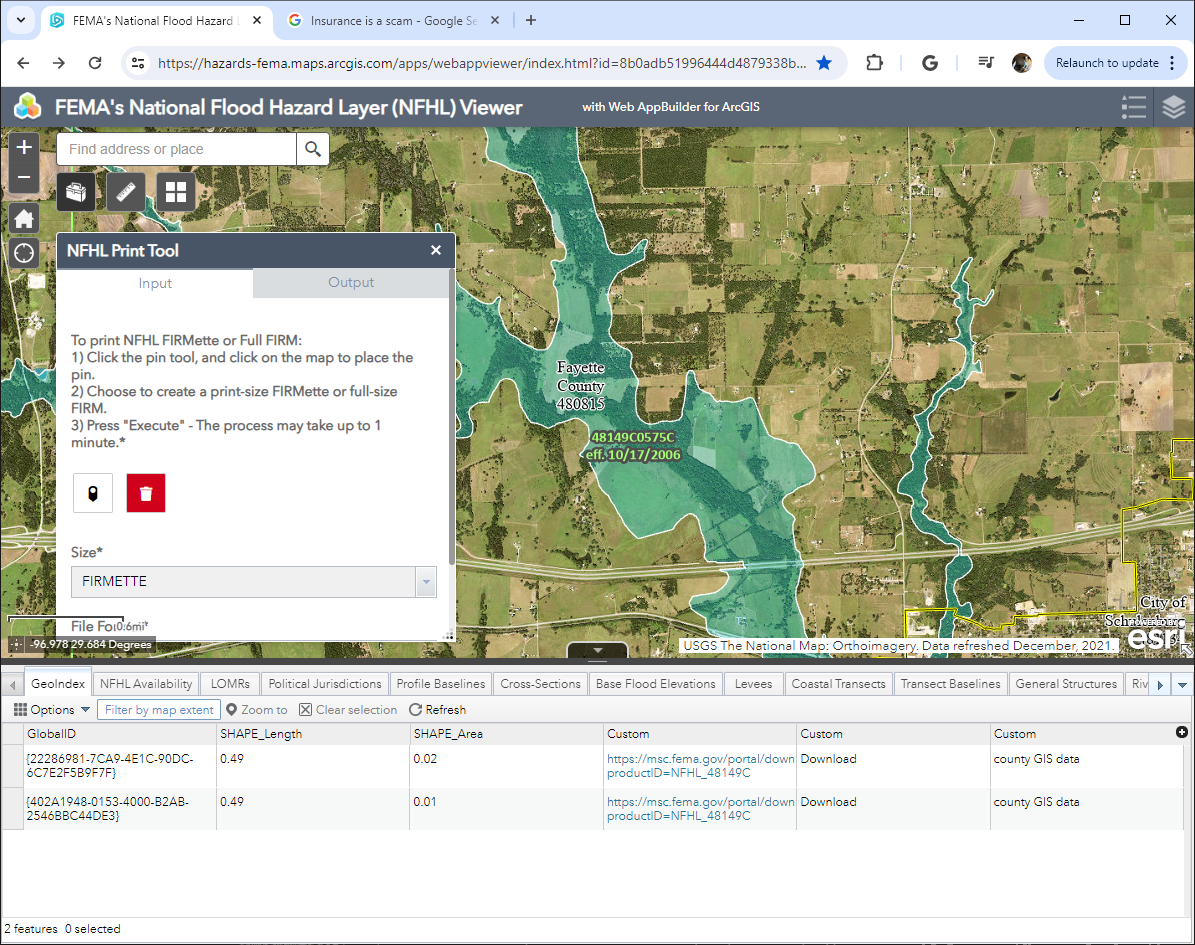 FEMA's National Flood Hazard L
Insurance is a scam - Google Se
https://hazards-fema.maps.arcgis.com/apps/webappviewer/index.html?id=8b0adb51996444d4879338b...
Relaunch to update
FEMA's National Flood Hazard Layer (NFHL) Viewer
with Web AppBuilder for ArcGIS
Find address or place
NFHL Print Tool
Input
Output
To print NFHL FIRMette or Full FIRM:
1) Click the pin tool, and click on the map to place the
pin.
2) Choose to create a print-size FIRMette or full-size
FIRM.
3) Press "Execute" - The process may take up to 1
minute.*
Size*
FIRMETTE
File Fo
0.6mi
-96.978 29.684 Degrees
Fayette
County
480815
48149C0575C
eff. 10/17/2006
City of
POWERED BY
esri
USGS The National Map: Orthoimagery. Data refreshed December, 2021.
GeoIndex
NFHL Availability
LOMRs
Political Jurisdictions
Profile Baselines
Cross-Sections
Base Flood Elevations
Levees
Coastal Transects
Transect Baselines
General Structures
Riv
Options
Filter by map extent
Zoom to
Clear selection
Refresh
GlobalID SHAPE_Length SHAPE_Area Custom Custom Custom
{22286981-7CA9-4E1C-90DC-
6C7E2F5B9F7F}
0.49
0.02
https://msc.fema.gov/portal/down
productID=NFHL_48149C
Download
county GIS data
{402A1948-0153-4000-B2AB-
2546BBC44DE3}
0.49
0.01
https://msc.fema.gov/portal/down
productID=NFHL_48149C
Download
county GIS data
2 features 0 selected